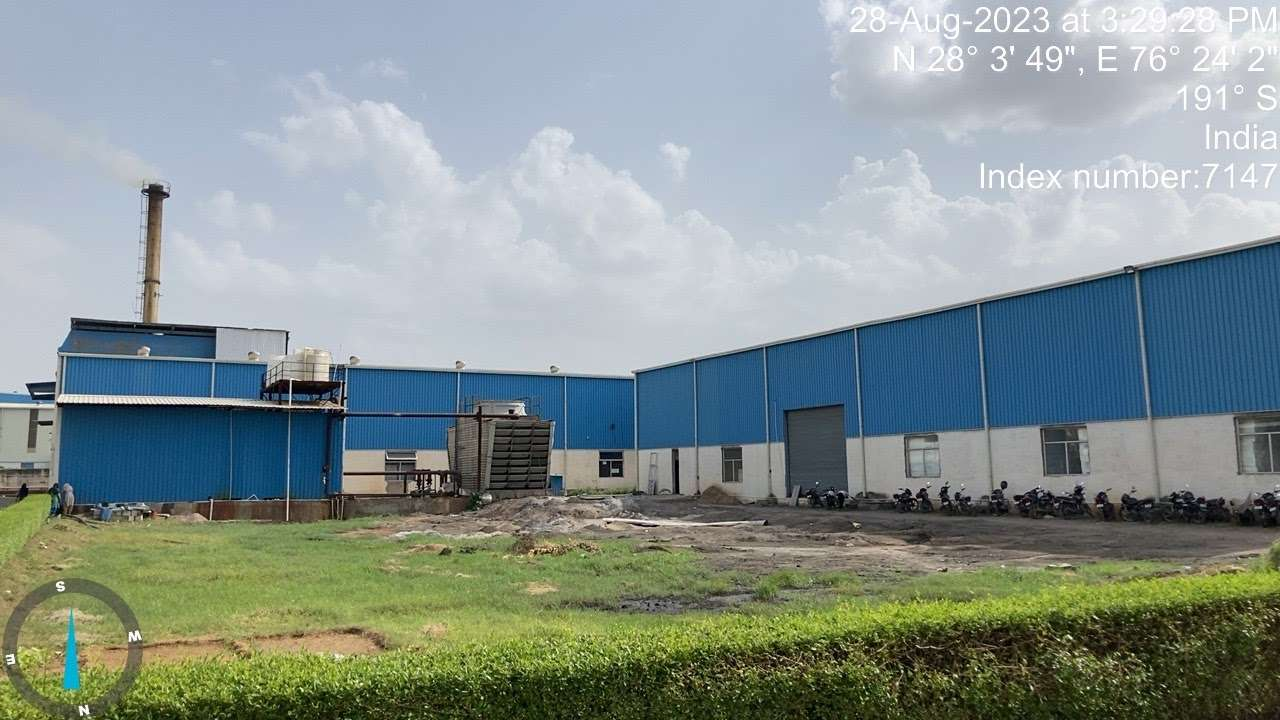 28-Aug-2023 at 3:29:28 PM
N 28° 3' 49", E 76° 24' 2"
191° S
India
Index number:7147
S
E
W
N